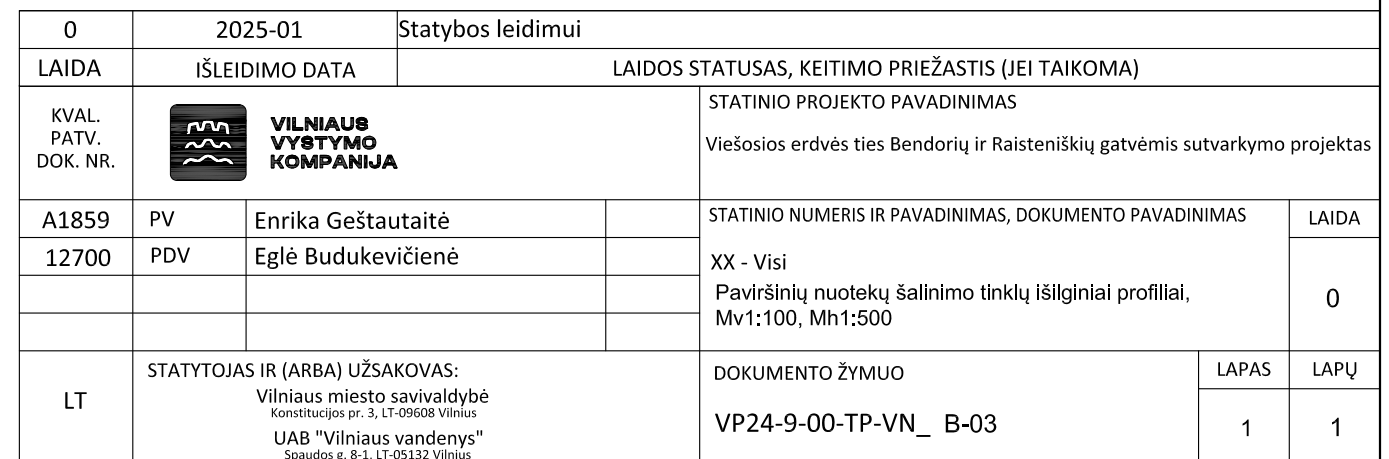 0 2025-01 Statybos leidimui
LAIDA IŠLEIDIMO DATA LAIDOS STATUSAS, KEITIMO PRIEŽASTIS (JEI TAIKOMA)
KVAL.
PATV.
DOK. NR.
VILNIAUS
VYSTYMO
KOMPANIJA
STATINIO PROJEKTO PAVADINIMAS
Viešosios erdvės ties Bendorių ir Raisteniškių gatvėmis sutvarkymo projektas
A1859 PV Enrika Geštautaitė
12700 PDV Eglė Budukevičienė
STATINIO NUMERIS IR PAVADINIMAS, DOKUMENTO PAVADINIMAS
LAIDA
XX - Visi
Paviršinių nuotekų šalinimo tinklų išilginiai profiliai,
Mv1:100, Mh1:500
0
LT
STATYTOJAS IR (ARBA) UŽSAKOVAS:
Vilniaus miesto savivaldybė
Konstitucijos pr. 3, LT-09608 Vilnius
UAB "Vilniaus vandenys"
Spaudos g. 8-1, LT-05132 Vilnius
DOKUMENTO ŽYMUO
VP24-9-00-TP-VN_ B-03
LAPAS LAPŲ
1 1